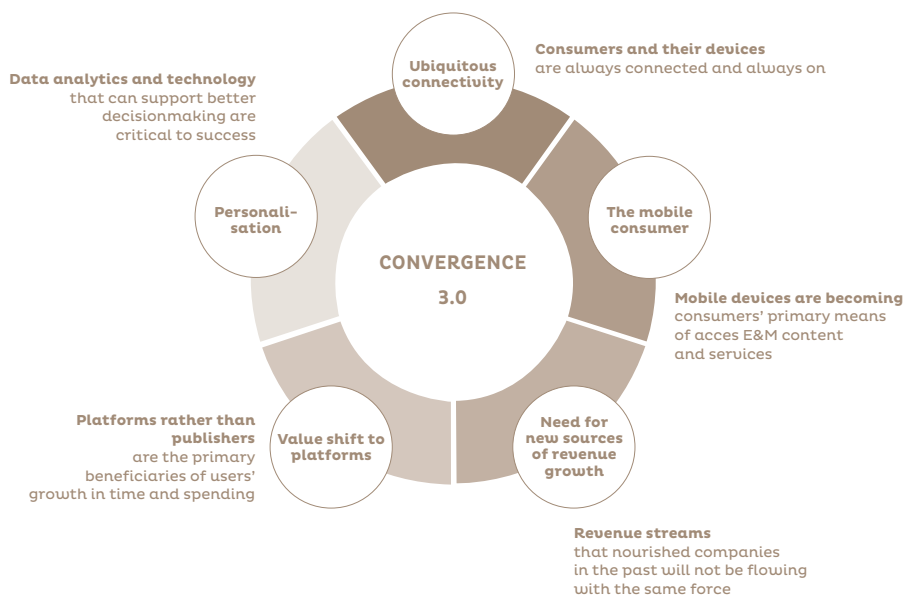 Ubiquitous
connectivity
Consumers and their devices
are always connected and always on
The mobile
consumer
Mobile devices are becoming
consumers' primary means
of acces E&M content
and services
Need for
new sources
of revenue
growth
Revenue streams
that nourished companies
in the past will not be flowing
with the same force
Value shift to
platforms
Platforms rather than
publishers
are the primary
beneficiaries of users'
growth in time and spending
Personali-
sation
Data analytics and technology
that can support better
decisionmaking are
critical to success
CONVERGENCE
3.0